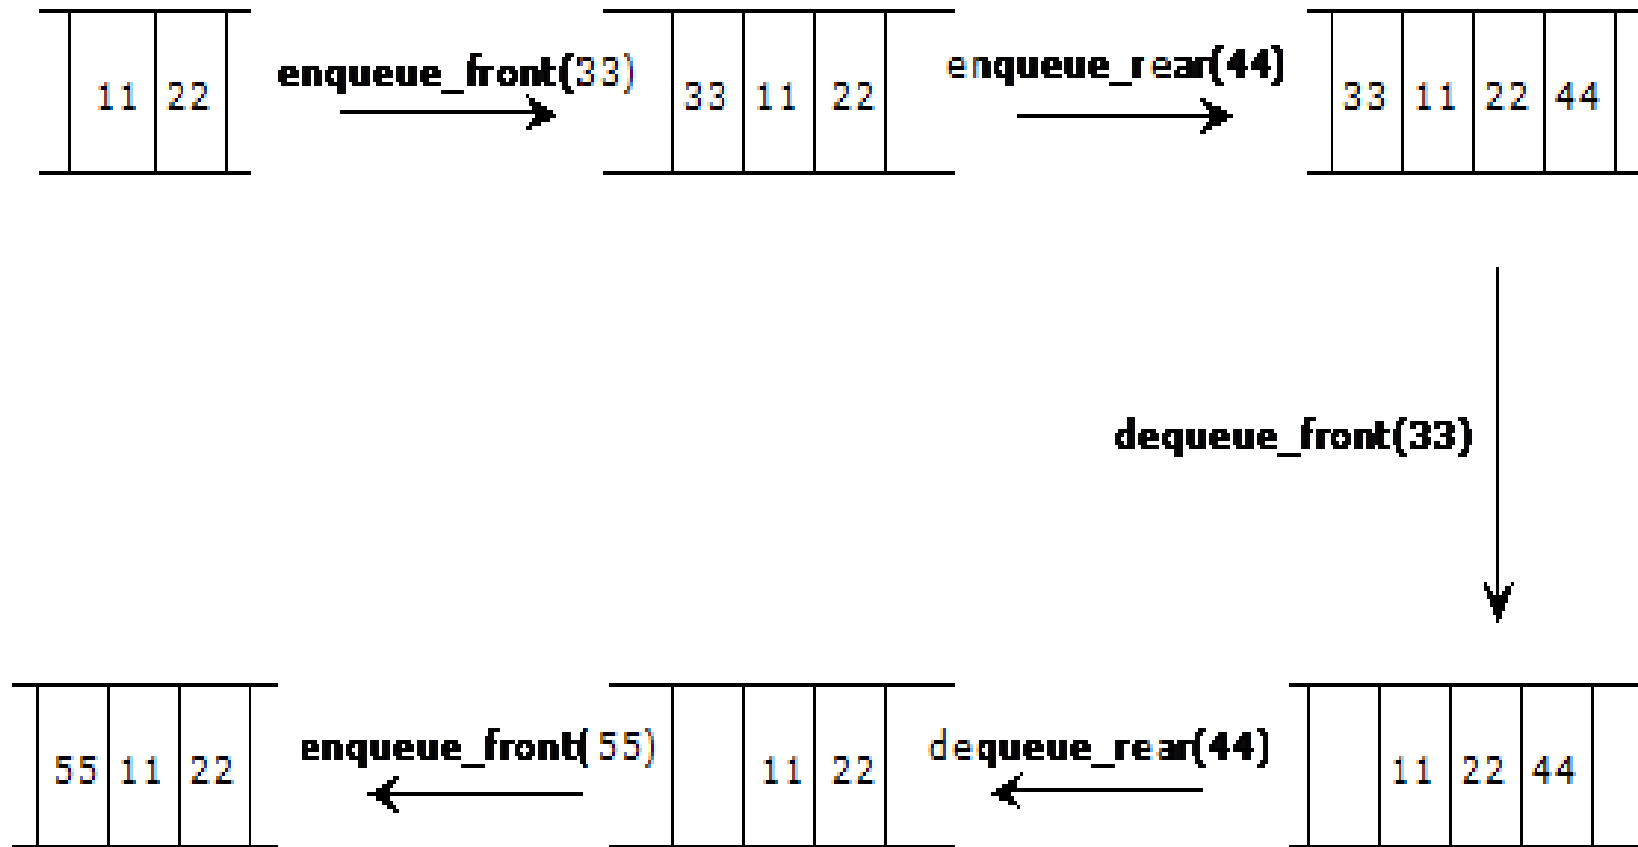 11 22
enqueue_front(33)
33 11 22
enqueue_rear(44)
33 11 22 44
dequeue_front(33)
55 11 22
enqueue_front(55)
11 22
dequeue_rear(44)
11 22 44